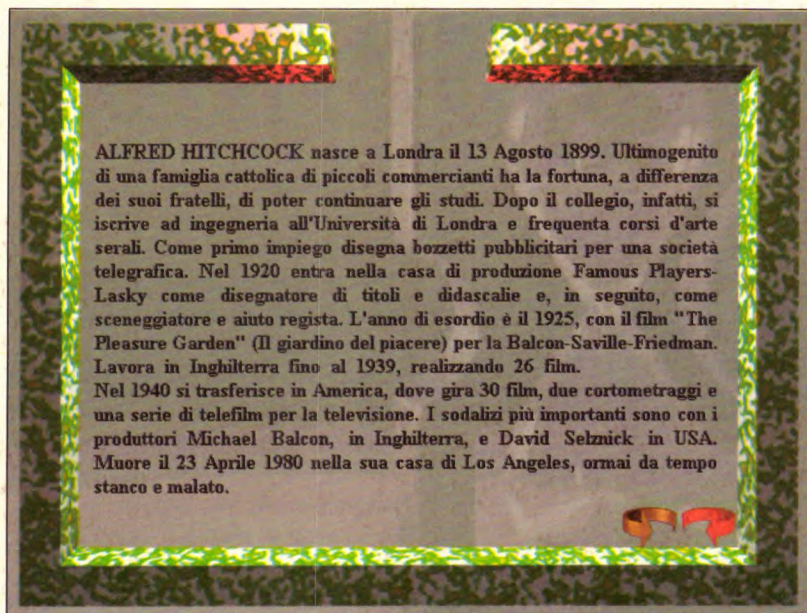 ALFRED HITCHCOCK nasce a Londra il 13 Agosto 1899. Ultimogenito
di una famiglia cattolica di piccoli commercianti ha la fortuna, a differenza
dei suoi fratelli, di poter continuare gli studi. Dopo il collegio, infatti, si
iscrive ad ingegneria all'Università di Londra e frequenta corsi d'arte
serali. Come primo impiego disegna bozzetti pubblicitari per una società
telegrafica. Nel 1920 entra nella casa di produzione Famous Players-
Lasky come disegnatore di titoli e didascalie e, in seguito, come
sceneggiatore e aiuto regista. L'anno di esordio è il 1925, con il film "The
Pleasure Garden" (Il giardino del piacere) per la Balcon-Saville-Friedman.
Lavora in Inghilterra fino al 1939, realizzando 26 film.
Nel 1940 si trasferisce in America, dove gira 30 film, due cortometraggi e
una serie di telefilm per la televisione. I sodalizi più importanti sono con i
produttori Michael Balcon, in Inghilterra, e David Selznick in USA.
Muore il 23 Aprile 1980 nella sua casa di Los Angeles, ormai da tempo
stanco e malato.